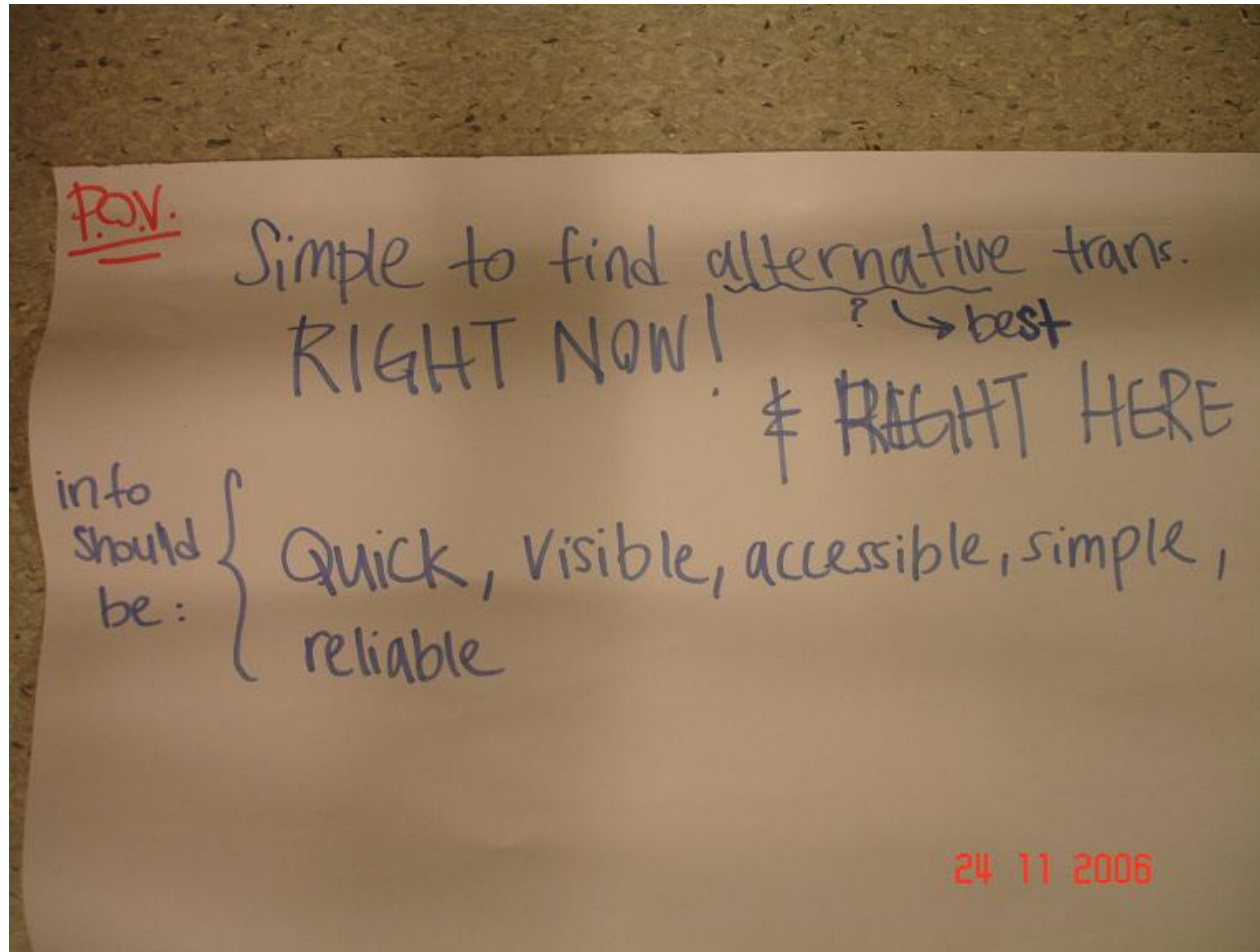 P.O.V.
Simple to find alternative trans.
? → best
RIGHT NOW!
& RIGHT HERE
info
should
be:
Quick, Visible, accessible, simple,
reliable
24 11 2006